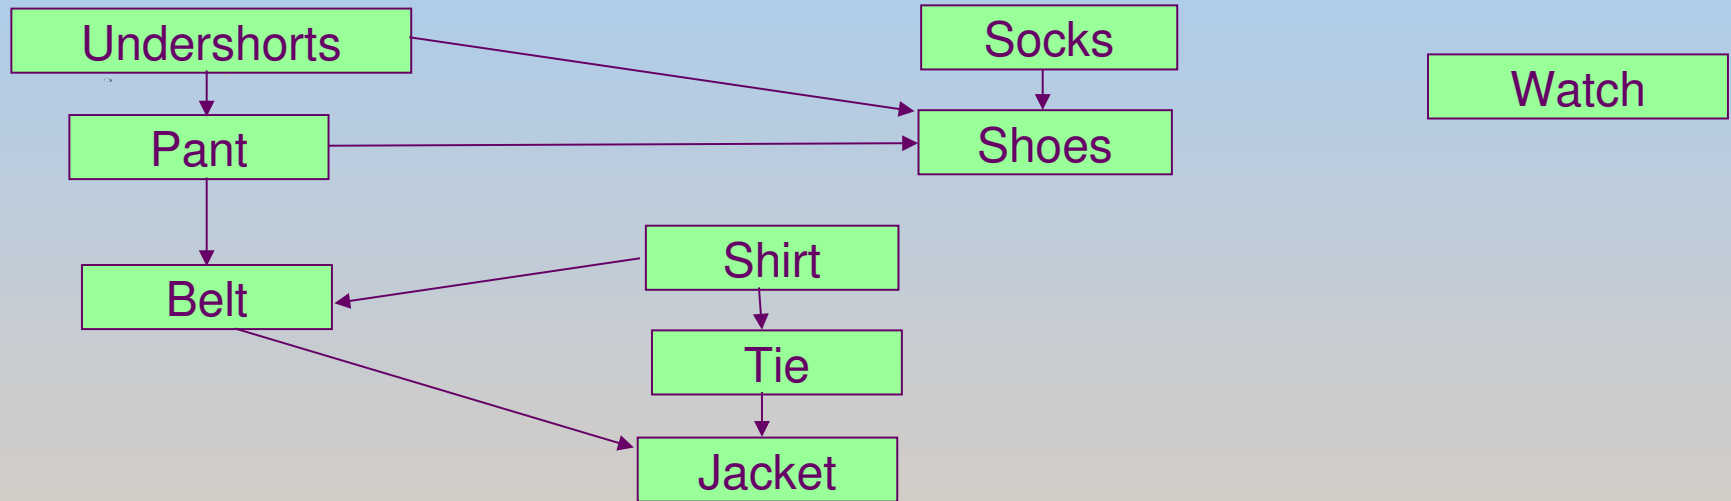 Undershorts
Socks
Watch
Pant
Shoes
Shirt
Belt
Tie
Jacket